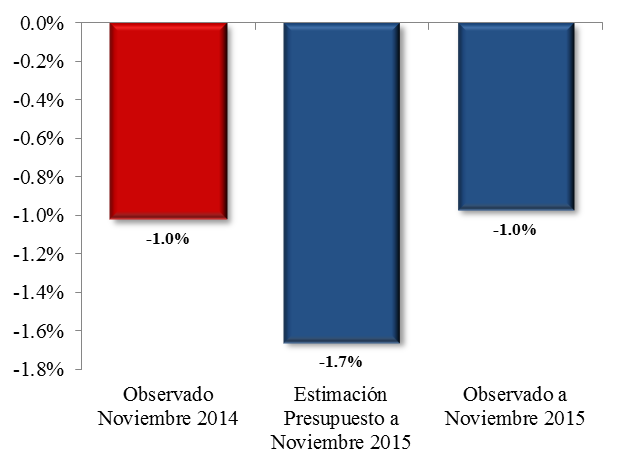 0.0%
-0.2%
-0.4%
-0.6%
-0.8%
-1.0%
-1.2%
-1.4%
-1.6%
-1.8%
-1.0%
-1.7%
-1.0%
Observado
Noviembre 2014
Estimación
Presupuesto a
Noviembre 2015
Observado a
Noviembre 2015